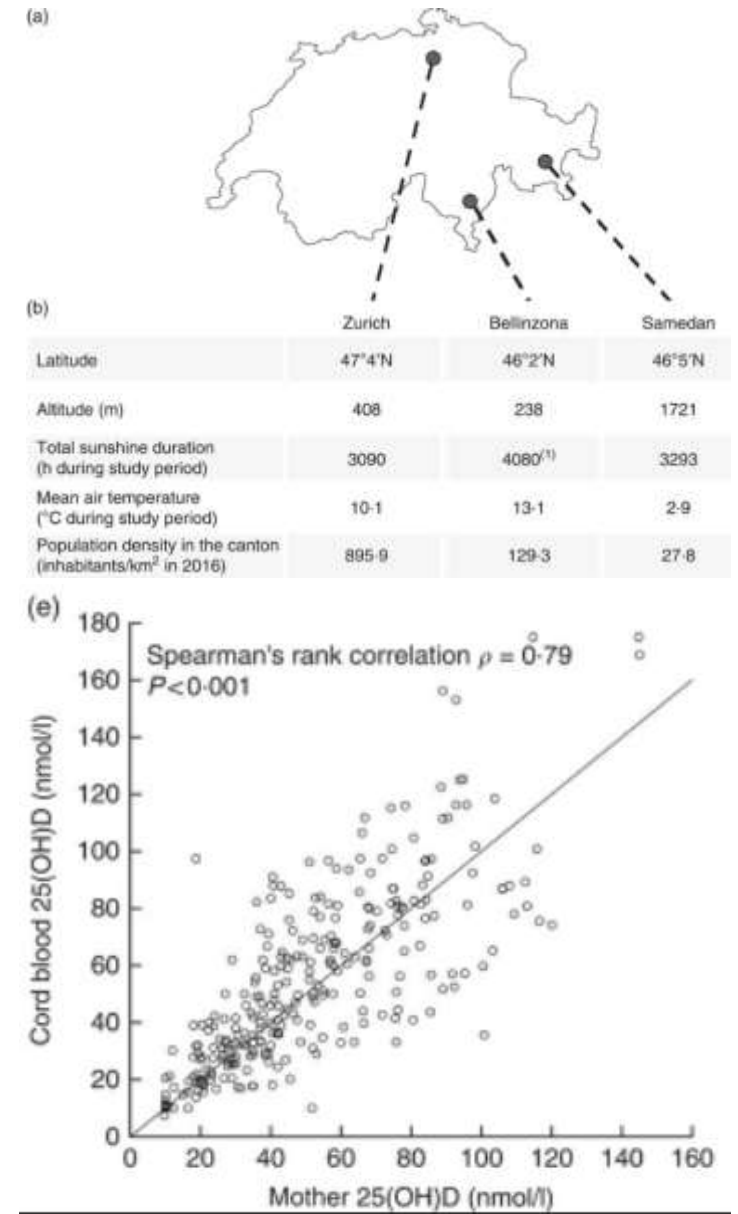 (a)
(b)
Zurich Bellinzona Samedan
Latitude 47°4'N 46°2'N 46°5'N
Altitude (m) 408 238 1721
Total sunshine duration
(h during study period) 3090 4080(1) 3293
Mean air temperature
(°C during study period) 10·1 13·1 2·9
Population density in the canton
(inhabitants/km² in 2016) 895·9 129·3 27·8
(e)
180
Spearman's rank correlation ρ = 0·79
P<0·001
160
140
120
100
80
60
40
20
0
Cord blood 25(OH)D (nmol/l)
0 20 40 60 80 100 120 140 160
Mother 25(OH)D (nmol/l)